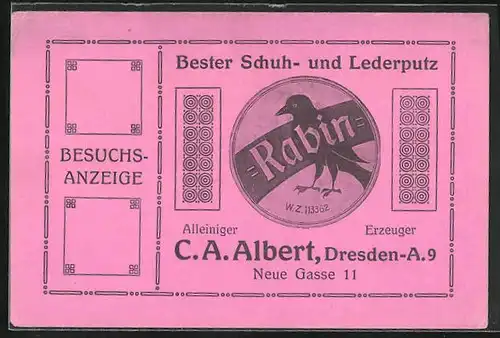 Bester Schuh- und Lederputz
BESUCHS-
ANZEIGE
=Rabin=
W.Z. 113362
Alleiniger Erzeuger
C. A. Albert, Dresden-A. 9
Neue Gasse 11